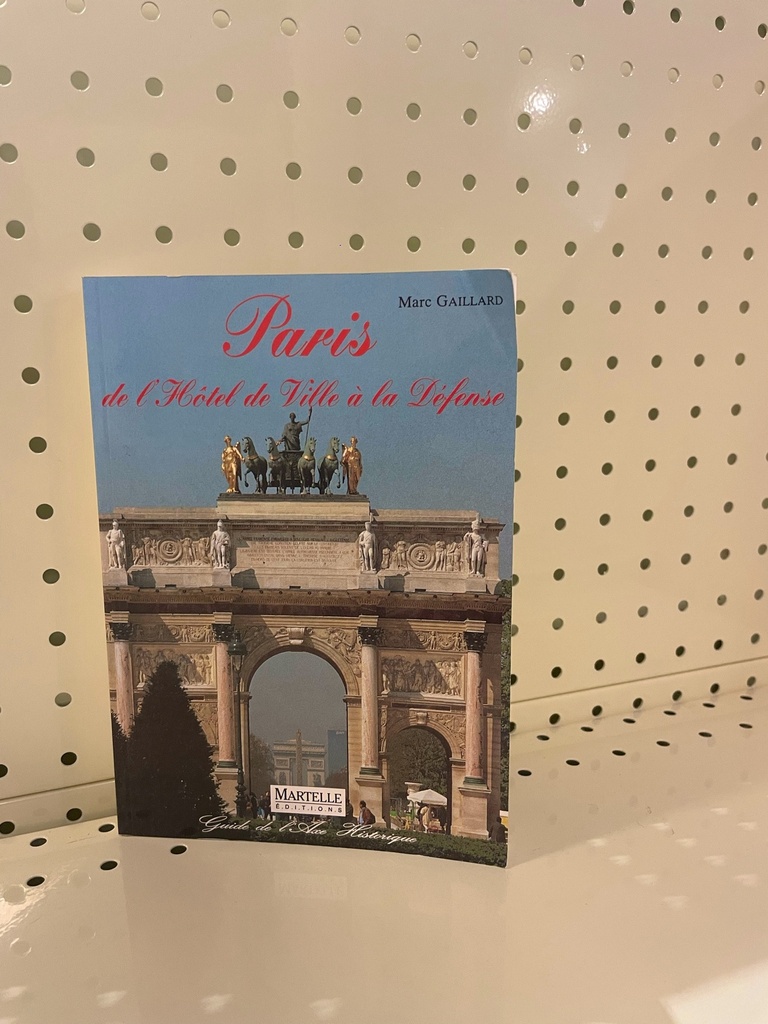 Marc GAILLARD
Paris
de l'Hôtel de Ville à la Défense
MARTELLE
ÉDITIONS
Guide de l'Axe Historique